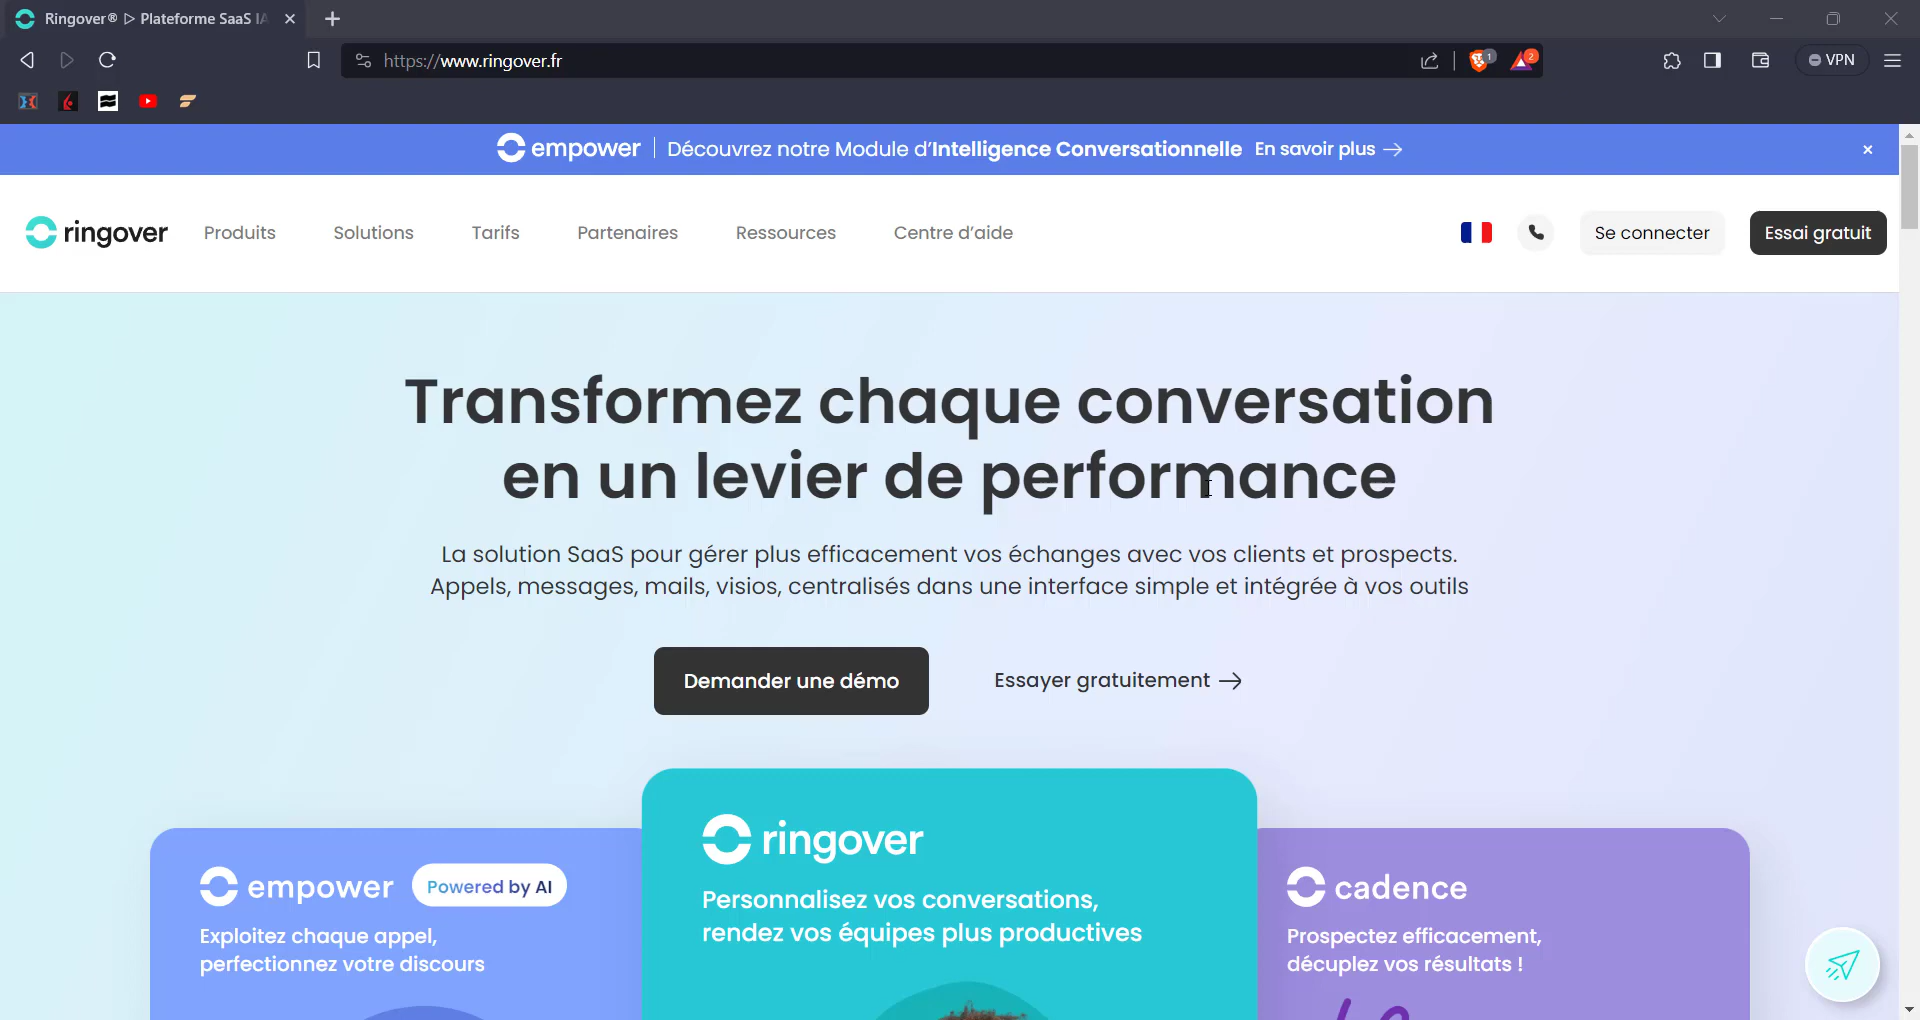 Ringover® ▷ Plateforme SaaS IA
https://www.ringover.fr
1
2
VPN
empower | Découvrez notre Module d'Intelligence Conversationnelle En savoir plus →
ringover Produits Solutions Tarifs Partenaires Ressources Centre d'aide Se connecter Essai gratuit
Transformez chaque conversation
en un levier de performance
La solution SaaS pour gérer plus efficacement vos échanges avec vos clients et prospects.
Appels, messages, mails, visios, centralisés dans une interface simple et intégrée à vos outils
Demander une démo
Essayer gratuitement →
empower Powered by AI
Exploitez chaque appel,
perfectionnez votre discours
ringover
Personnalisez vos conversations,
rendez vos équipes plus productives
cadence
Prospectez efficacement,
décuplez vos résultats !